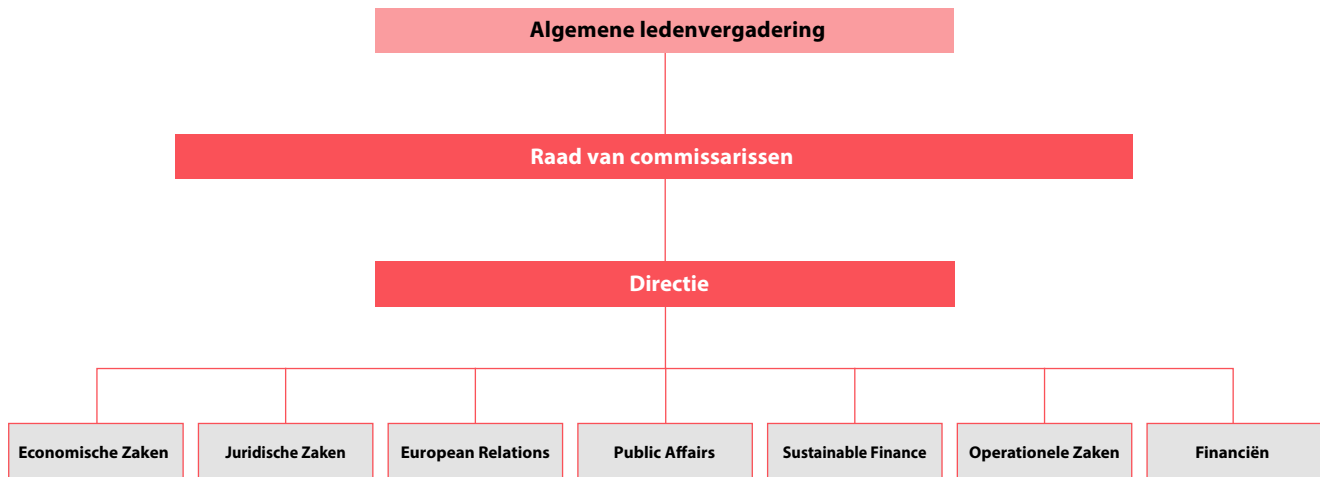 Algemene ledenvergadering
Raad van commissarissen
Directie
Economische Zaken
Juridische Zaken
European Relations
Public Affairs
Sustainable Finance
Operationele Zaken
Financiën